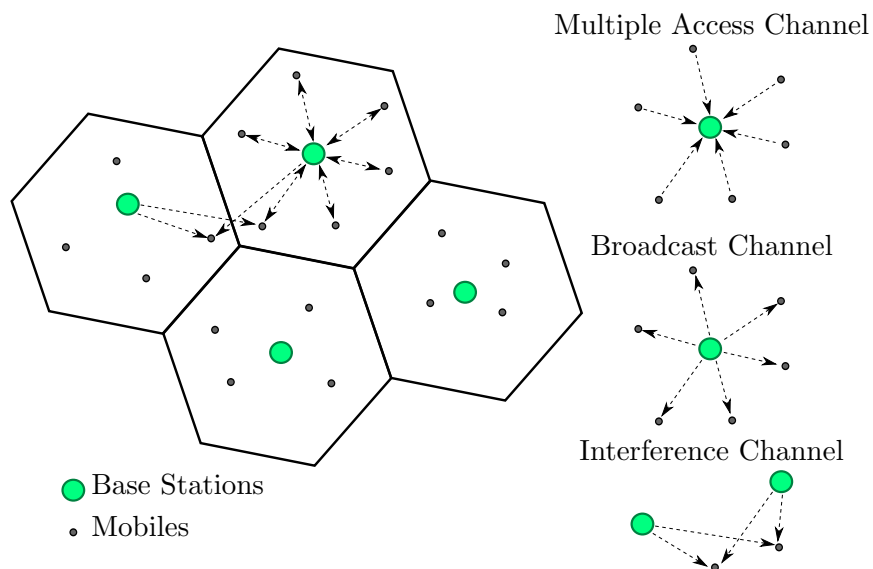 Multiple Access Channel
Broadcast Channel
Interference Channel
Base Stations
Mobiles